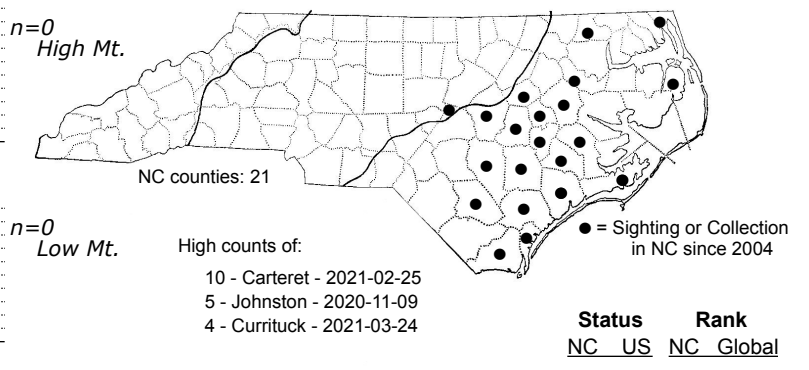 n=0
High Mt.
NC counties: 21
n=0
Low Mt.
High counts of:
10 - Carteret - 2021-02-25
5 - Johnston - 2020-11-09
4 - Currituck - 2021-03-24
● = Sighting or Collection
in NC since 2004
Status Rank
NC US NC Global